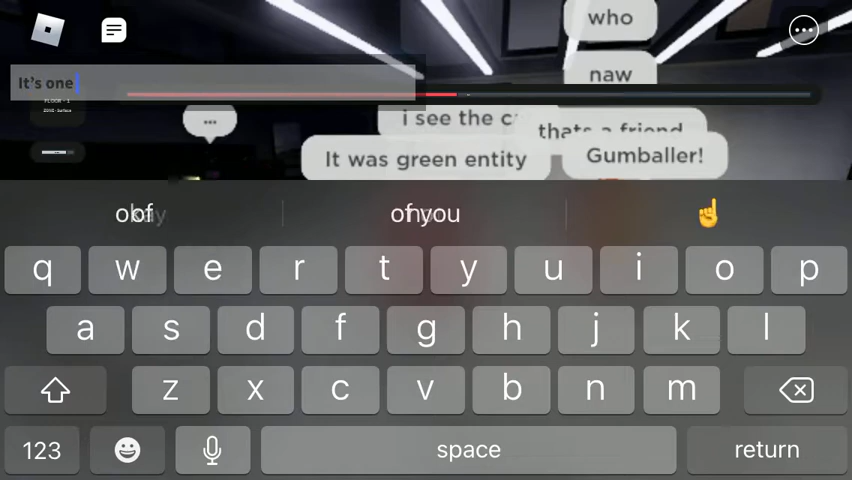 who
naw
It's one
FLOOR - 1
...
i see the c
thats a friend
It was green entity
Gumballer!
of
of you
☝
q w e r t y u i o p
a s d f g h j k l
z x c v b n m
123
space
return